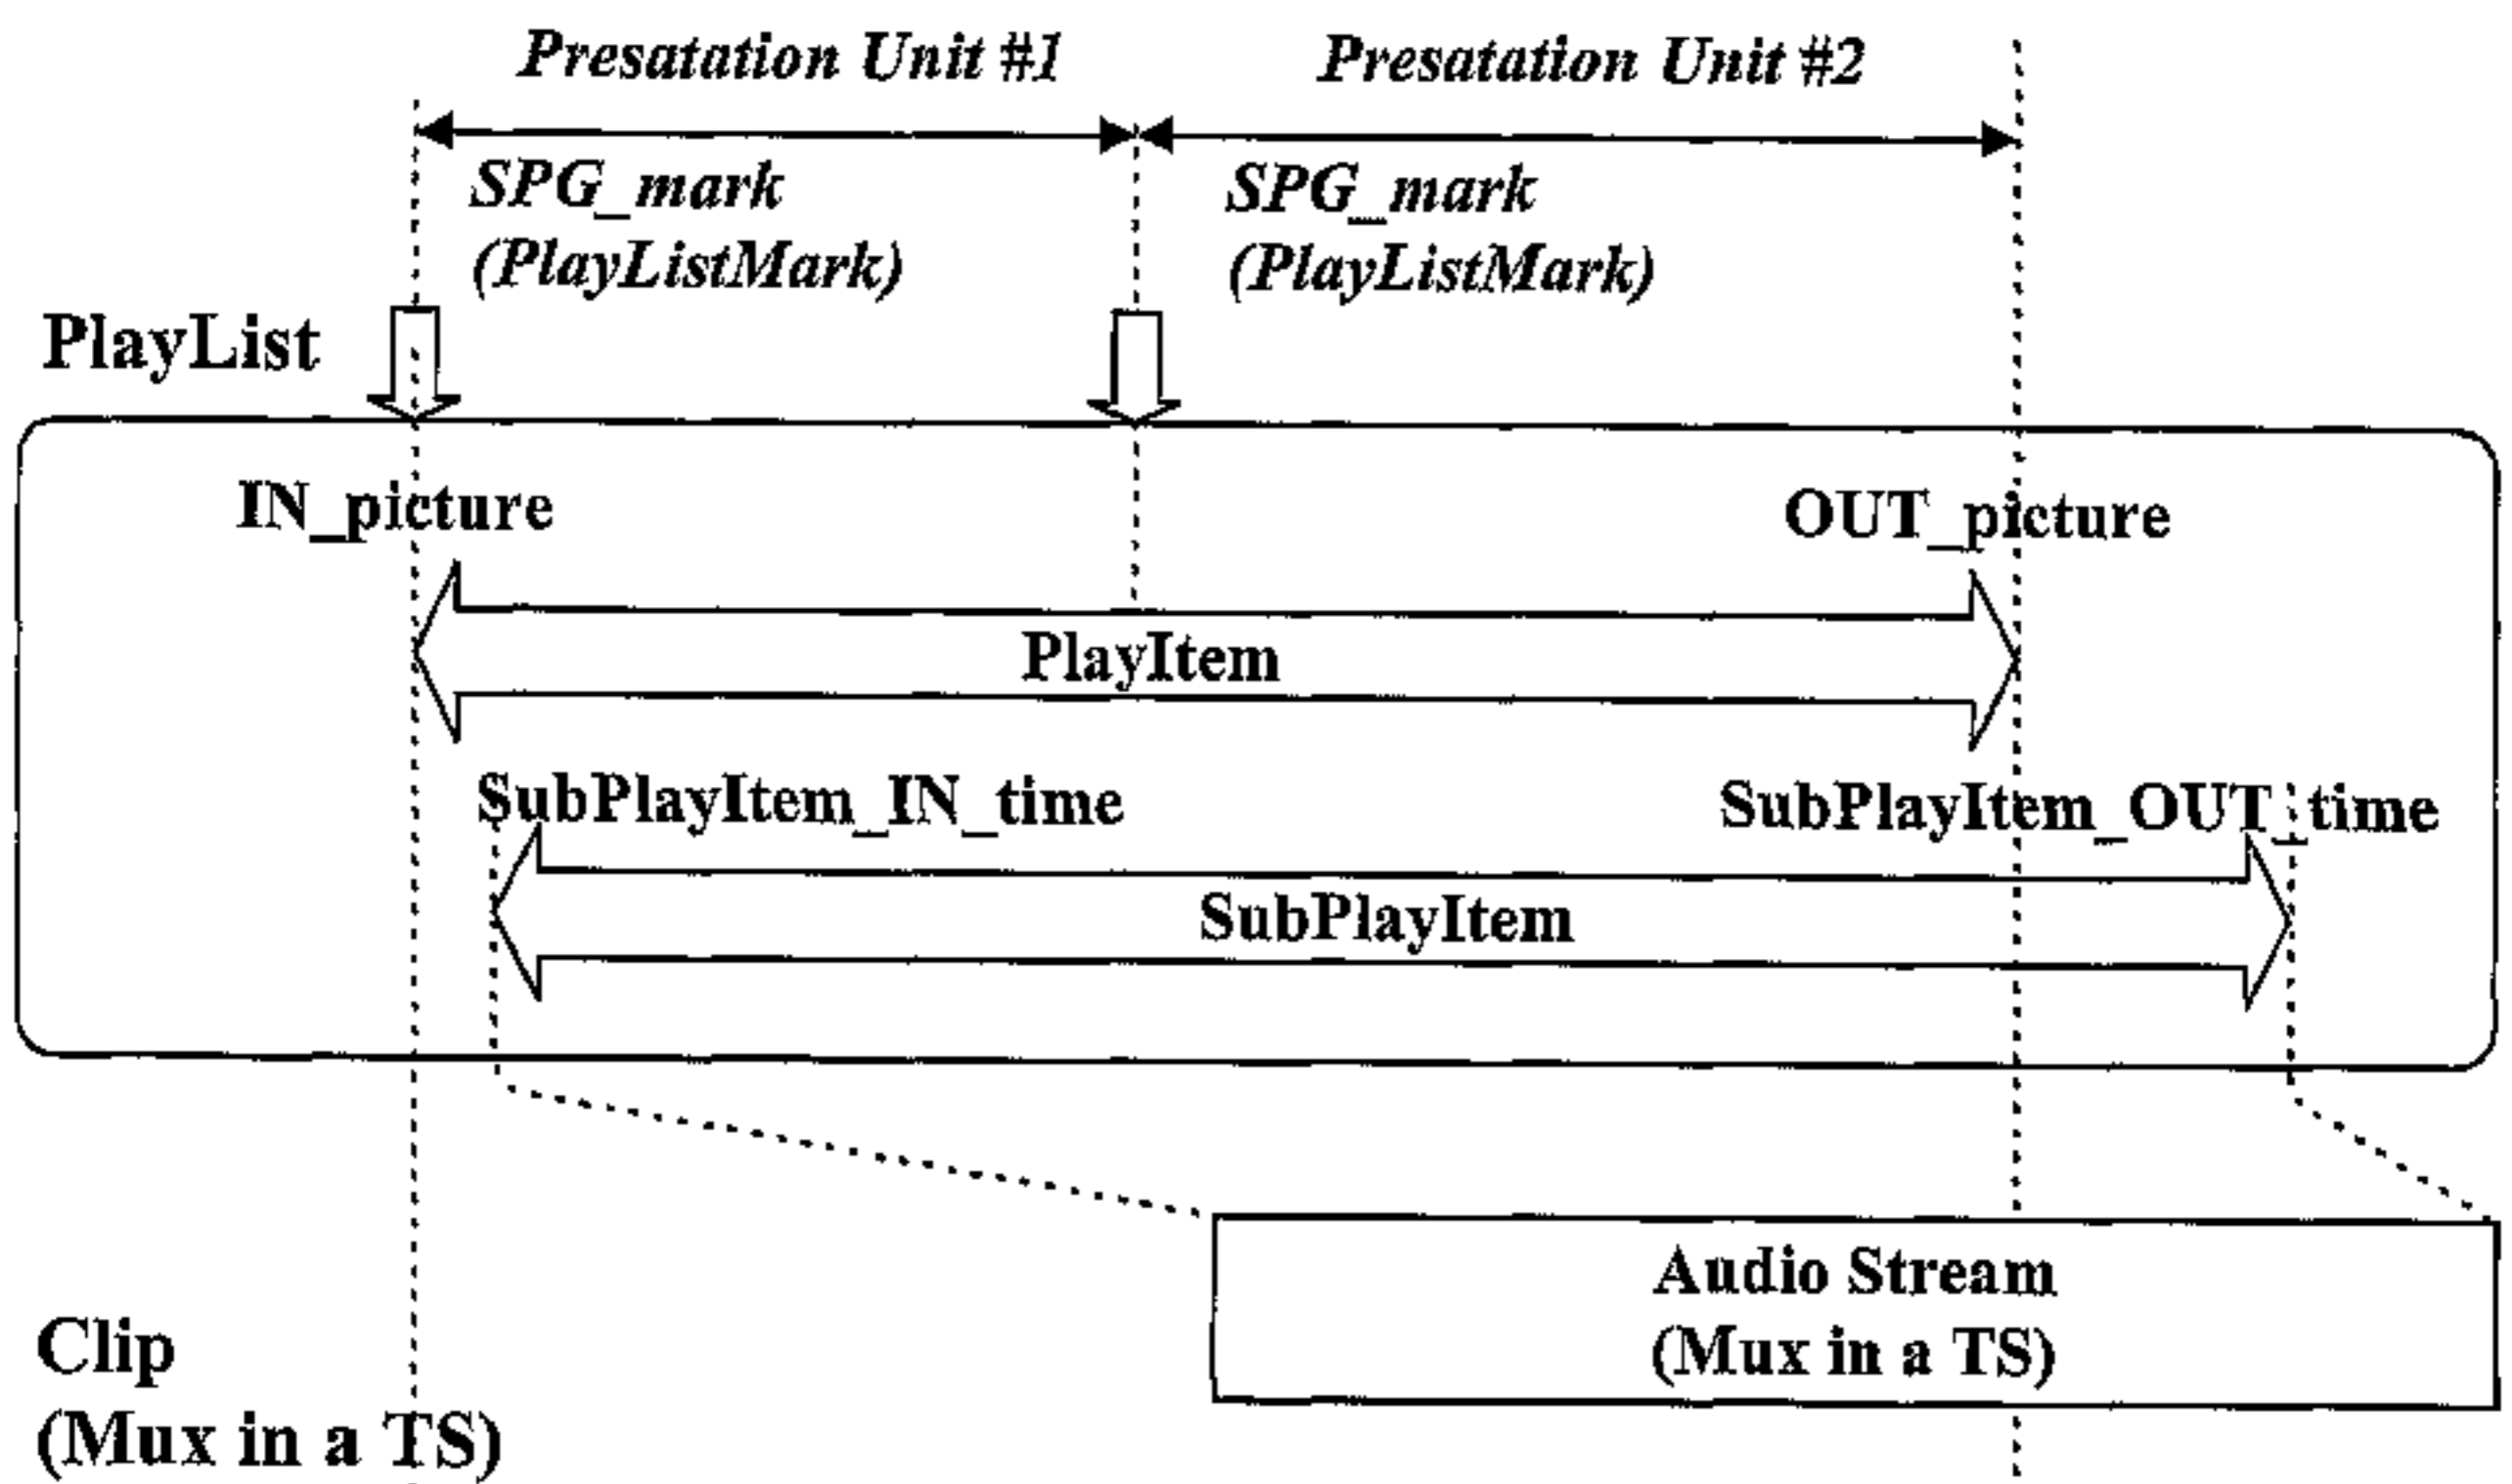 Presatation Unit #1
Presatation Unit #2
SPG_mark
(PlayListMark)
SPG_mark
(PlayListMark)
PlayList
IN_picture
OUT_picture
PlayItem
SubPlayItem_IN_time
SubPlayItem_OUT_time
SubPlayItem
Audio Stream
(Mux in a TS)
Clip
(Mux in a TS)